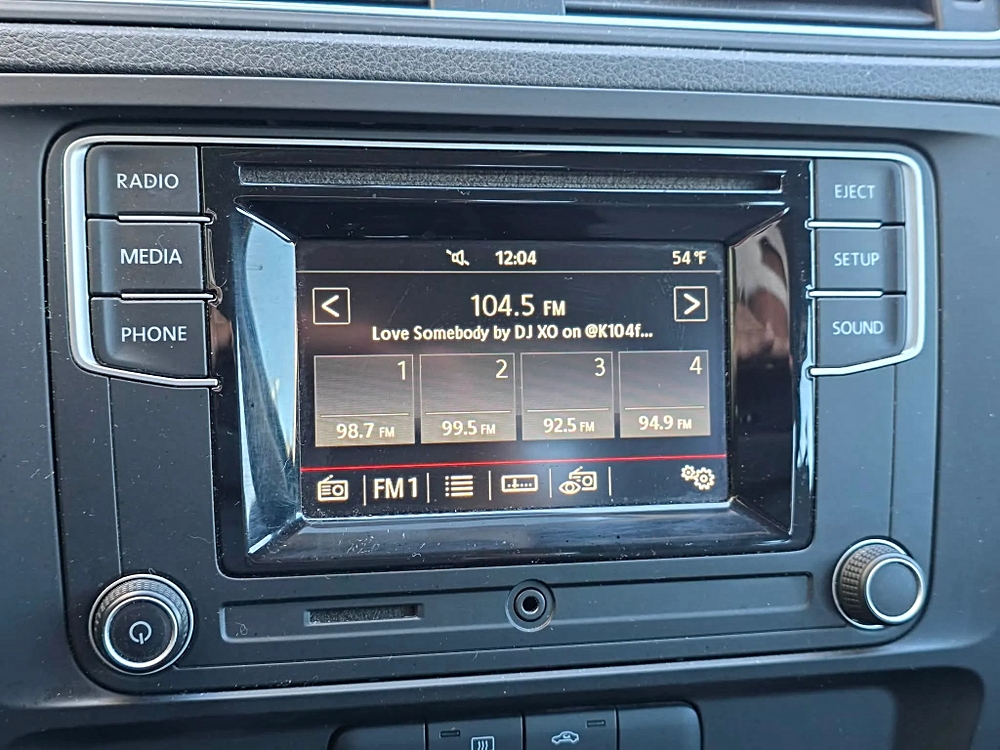 RADIO
MEDIA
PHONE
EJECT
SETUP
SOUND
12:04
54 °F
<
104.5 FM
>
Love Somebody by DJ XO on @K104f...
1
2
3
4
98.7 FM
99.5 FM
92.5 FM
94.9 FM
FM1